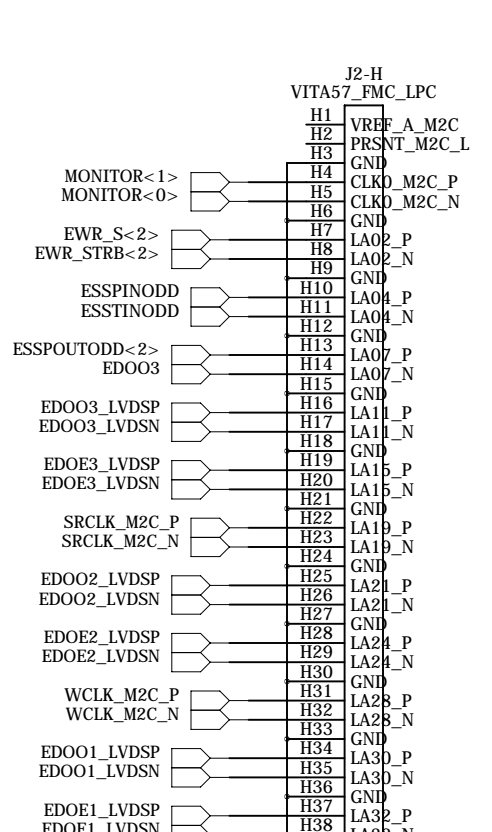 J2-H
VITA57_FMC_LPC
H1 VREF_A_M2C
H2 PRSNT_M2C_L
H3 GND
MONITOR<1> H4 CLK0_M2C_P
MONITOR<0> H5 CLK0_M2C_N
H6 GND
EWR_S<2> H7 LA02_P
EWR_STRB<2> H8 LA02_N
H9 GND
ESSPINODD H10 LA04_P
ESSTINODD H11 LA04_N
H12 GND
ESSPOUTODD<2> H13 LA07_P
EDOO3 H14 LA07_N
H15 GND
EDOO3_LVDSP H16 LA11_P
EDOO3_LVDSN H17 LA11_N
H18 GND
EDOE3_LVDSP H19 LA15_P
EDOE3_LVDSN H20 LA15_N
H21 GND
SRCLK_M2C_P H22 LA19_P
SRCLK_M2C_N H23 LA19_N
H24 GND
EDOO2_LVDSP H25 LA21_P
EDOO2_LVDSN H26 LA21_N
H27 GND
EDOE2_LVDSP H28 LA24_P
EDOE2_LVDSN H29 LA24_N
H30 GND
WCLK_M2C_P H31 LA28_P
WCLK_M2C_N H32 LA28_N
H33 GND
EDOO1_LVDSP H34 LA30_P
EDOO1_LVDSN H35 LA30_N
H36 GND
EDOE1_LVDSP H37 LA32_P
EDOE1_LVDSN H38